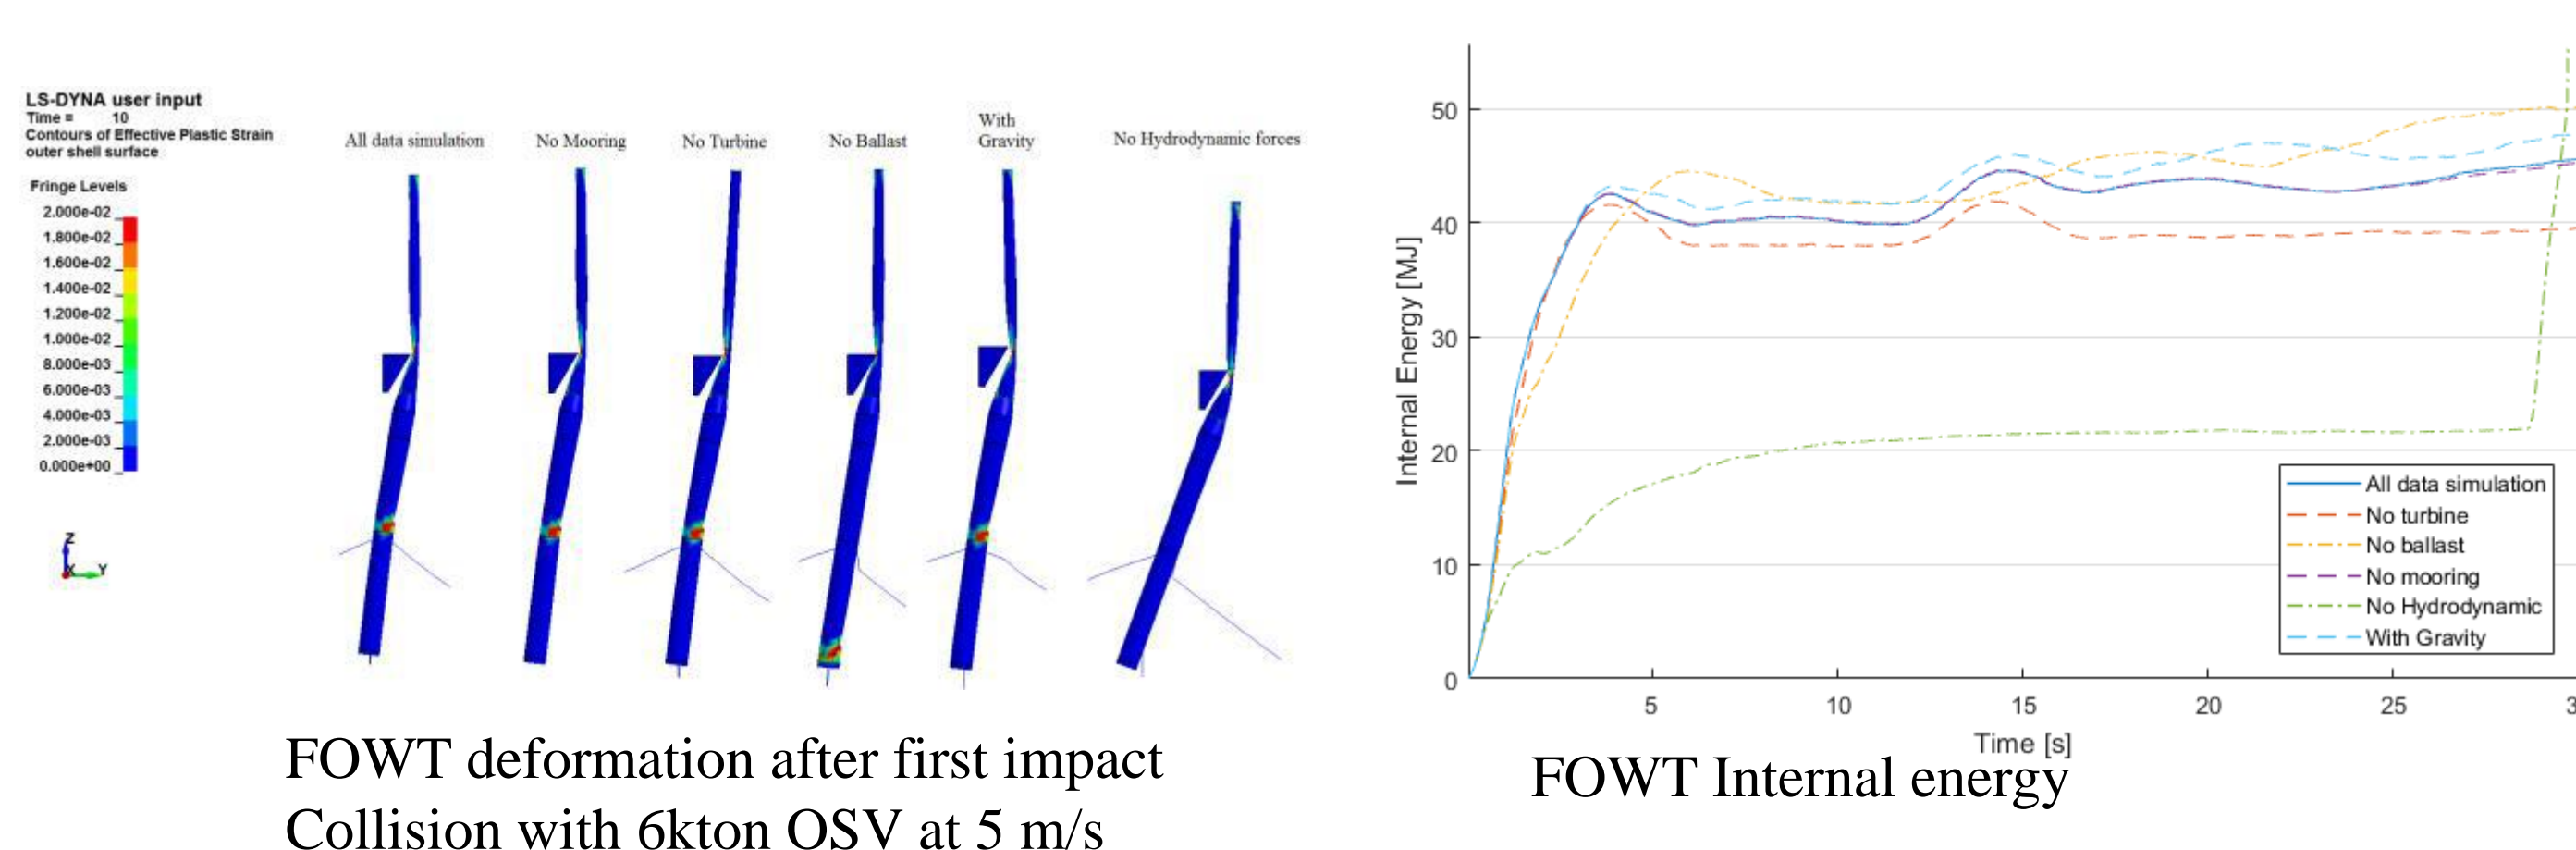 LS-DYNA user input
Time = 10
Contours of Effective Plastic Strain
outer shell surface
Fringe Levels
2.000e-02
1.800e-02
1.600e-02
1.400e-02
1.200e-02
1.000e-02
8.000e-03
6.000e-03
4.000e-03
2.000e-03
0.000e+00
Z
X Y
All data simulation
No Mooring
No Turbine
No Ballast
With
Gravity
No Hydrodynamic forces
FOWT deformation after first impact
Collision with 6kton OSV at 5 m/s
Internal Energy [MJ]
50
40
30
20
10
0
5
10
15
20
25
3
Time [s]
All data simulation
No turbine
No ballast
No mooring
No Hydrodynamic
With Gravity
FOWT Internal energy